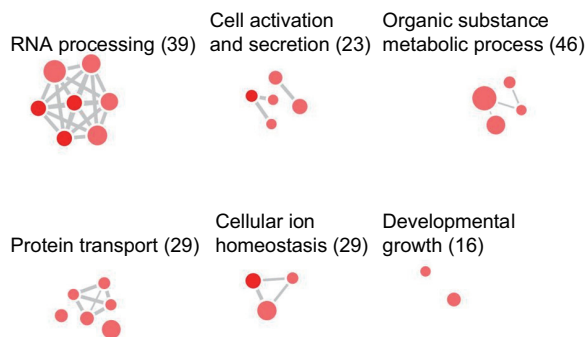 RNA processing (39)
Cell activation
and secretion (23)
Organic substance
metabolic process (46)
Protein transport (29)
Cellular ion
homeostasis (29)
Developmental
growth (16)